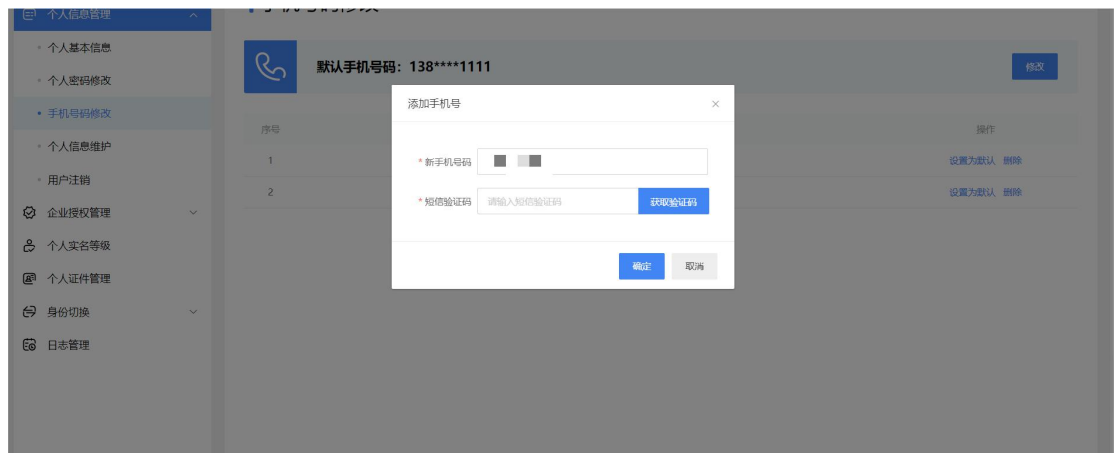 个人信息管理
个人基本信息
个人密码修改
手机号码修改
个人信息维护
用户注销
企业授权管理
个人实名等级
个人证件管理
身份切换
日志管理
手机号码修改
默认手机号码：138****1111
修改
序号
操作
1
设置为默认 删除
2
设置为默认 删除
添加手机号
×
*新手机号码
*短信验证码 请输入短信验证码 获取验证码
确定 取消